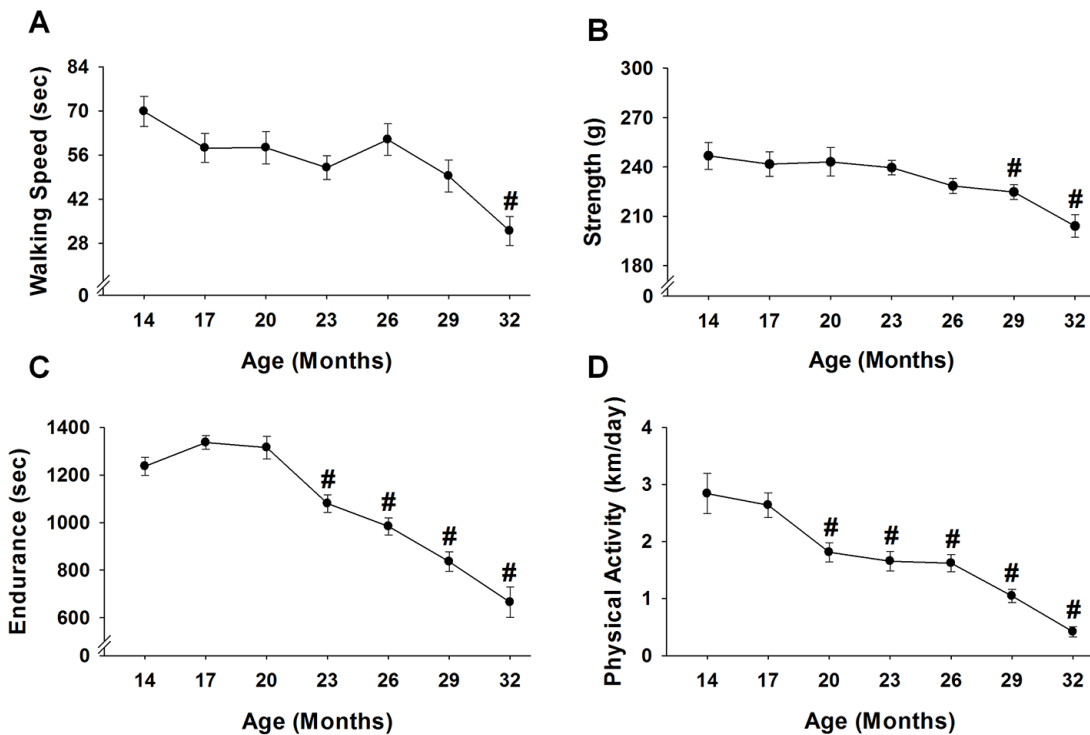 A
Walking Speed (sec)
84
70
56
42
28
0
#
14 17 20 23 26 29 32
Age (Months)
B
Strength (g)
300
270
240
210
180
0
#
#
14 17 20 23 26 29 32
Age (Months)
C
Endurance (sec)
1400
1200
1000
800
600
0
#
#
#
#
14 17 20 23 26 29 32
Age (Months)
D
Physical Activity (km/day)
4
3
2
1
0
#
#
#
#
#
14 17 20 23 26 29 32
Age (Months)